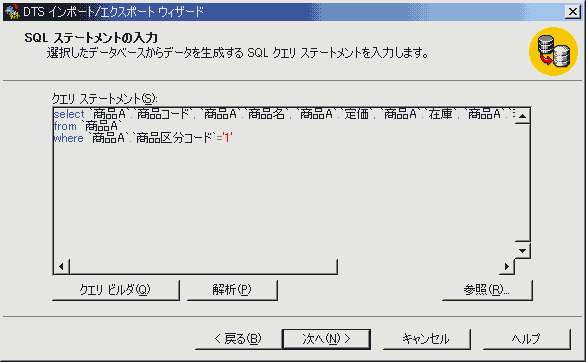 DTS インポート/エクスポート ウィザード
SQL ステートメントの入力
選択したデータベースからデータを生成する SQL クエリ ステートメントを入力します。
クエリ ステートメント(S):
select `商品A`.`商品コード`, `商品A`.`商品名`, `商品A`.`定価`, `商品A`.`在庫`, `商品A`.`
from `商品A`
where `商品A`.`商品区分コード`='1'
クエリ ビルダ(Q)
解析(P)
参照(R)...
< 戻る(B)
次へ(N) >
キャンセル
ヘルプ